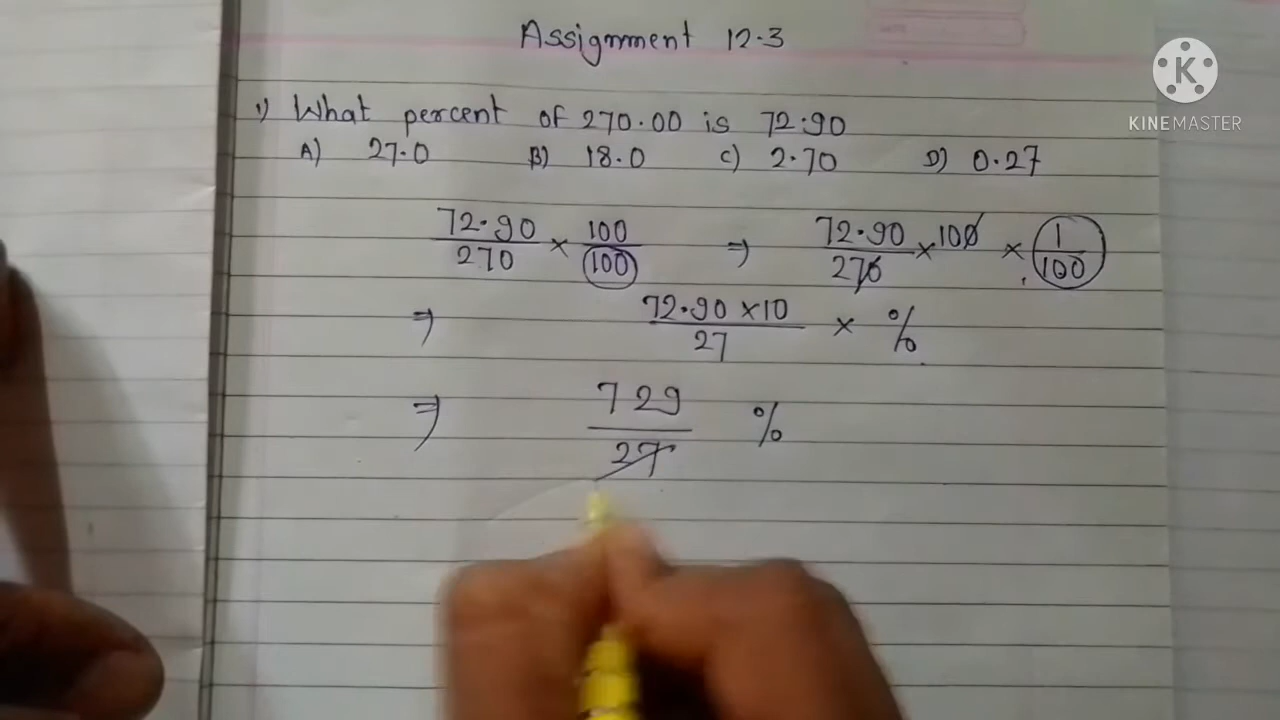 Assignment 12.3
K
KINEMASTER
1) What percent of 270.00 is 72.90
A) 27.0 B) 18.0 C) 2.70 D) 0.27
72.90/270 × 100/100 ⇒ 72.90/270 × 100 × 1/100
⇒ 72.90 × 10/27 × %
⇒ 729/27 %